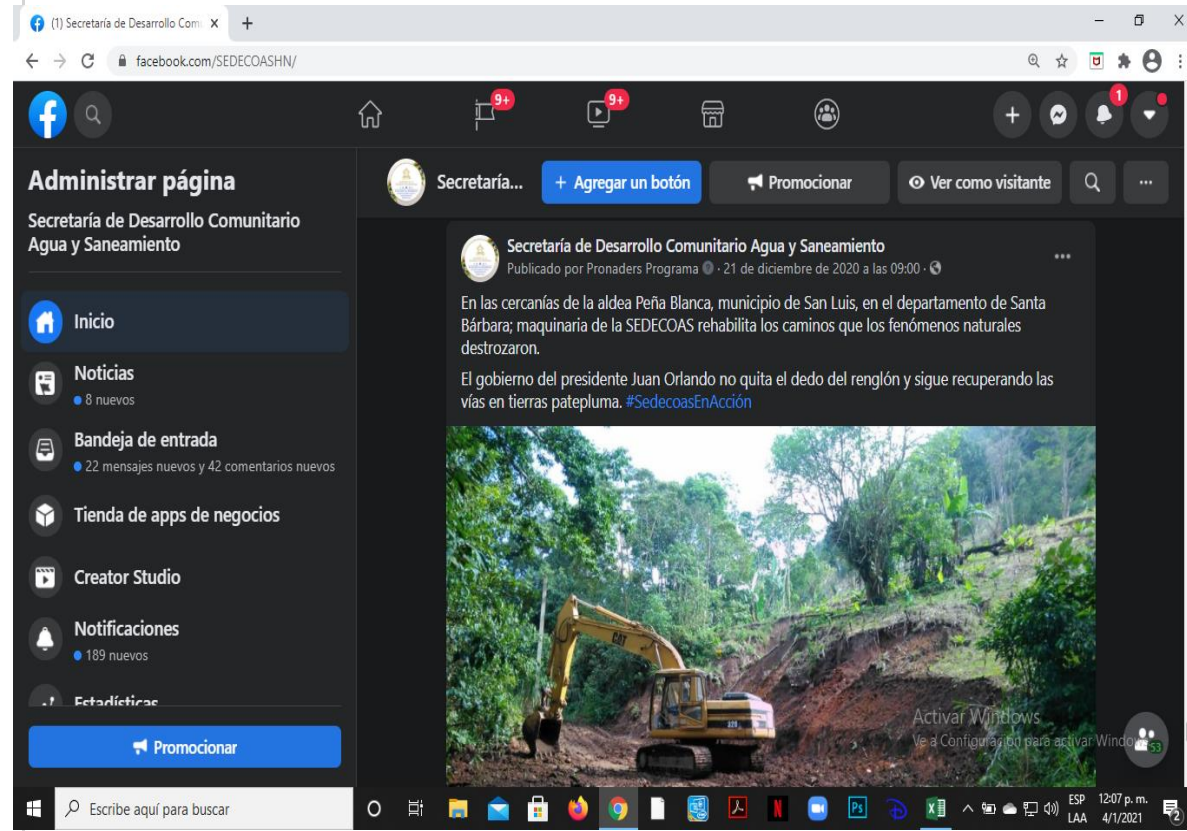 (1) Secretaría de Desarrollo Com
facebook.com/SEDECOASHN/
9+
9+
1
Administrar página
Secretaría de Desarrollo Comunitario
Agua y Saneamiento
Inicio
Noticias
8 nuevos
Bandeja de entrada
22 mensajes nuevos y 42 comentarios nuevos
Tienda de apps de negocios
Creator Studio
Notificaciones
189 nuevos
Estadísticas
Promocionar
Secretaría...
+ Agregar un botón
Promocionar
Ver como visitante
Secretaría de Desarrollo Comunitario Agua y Saneamiento
Publicado por Pronaders Programa · 21 de diciembre de 2020 a las 09:00 ·
En las cercanías de la aldea Peña Blanca, municipio de San Luis, en el departamento de Santa
Bárbara; maquinaria de la SEDECOAS rehabilita los caminos que los fenómenos naturales
destrozaron.
El gobierno del presidente Juan Orlando no quita el dedo del renglón y sigue recuperando las
vías en tierras patepluma. #SedecoasEnAcción
CAT
320
Activar Windows
Ve a Configuración para activar Windows
53
Escribe aquí para buscar
ESP
LAA
12:07 p. m.
4/1/2021
2